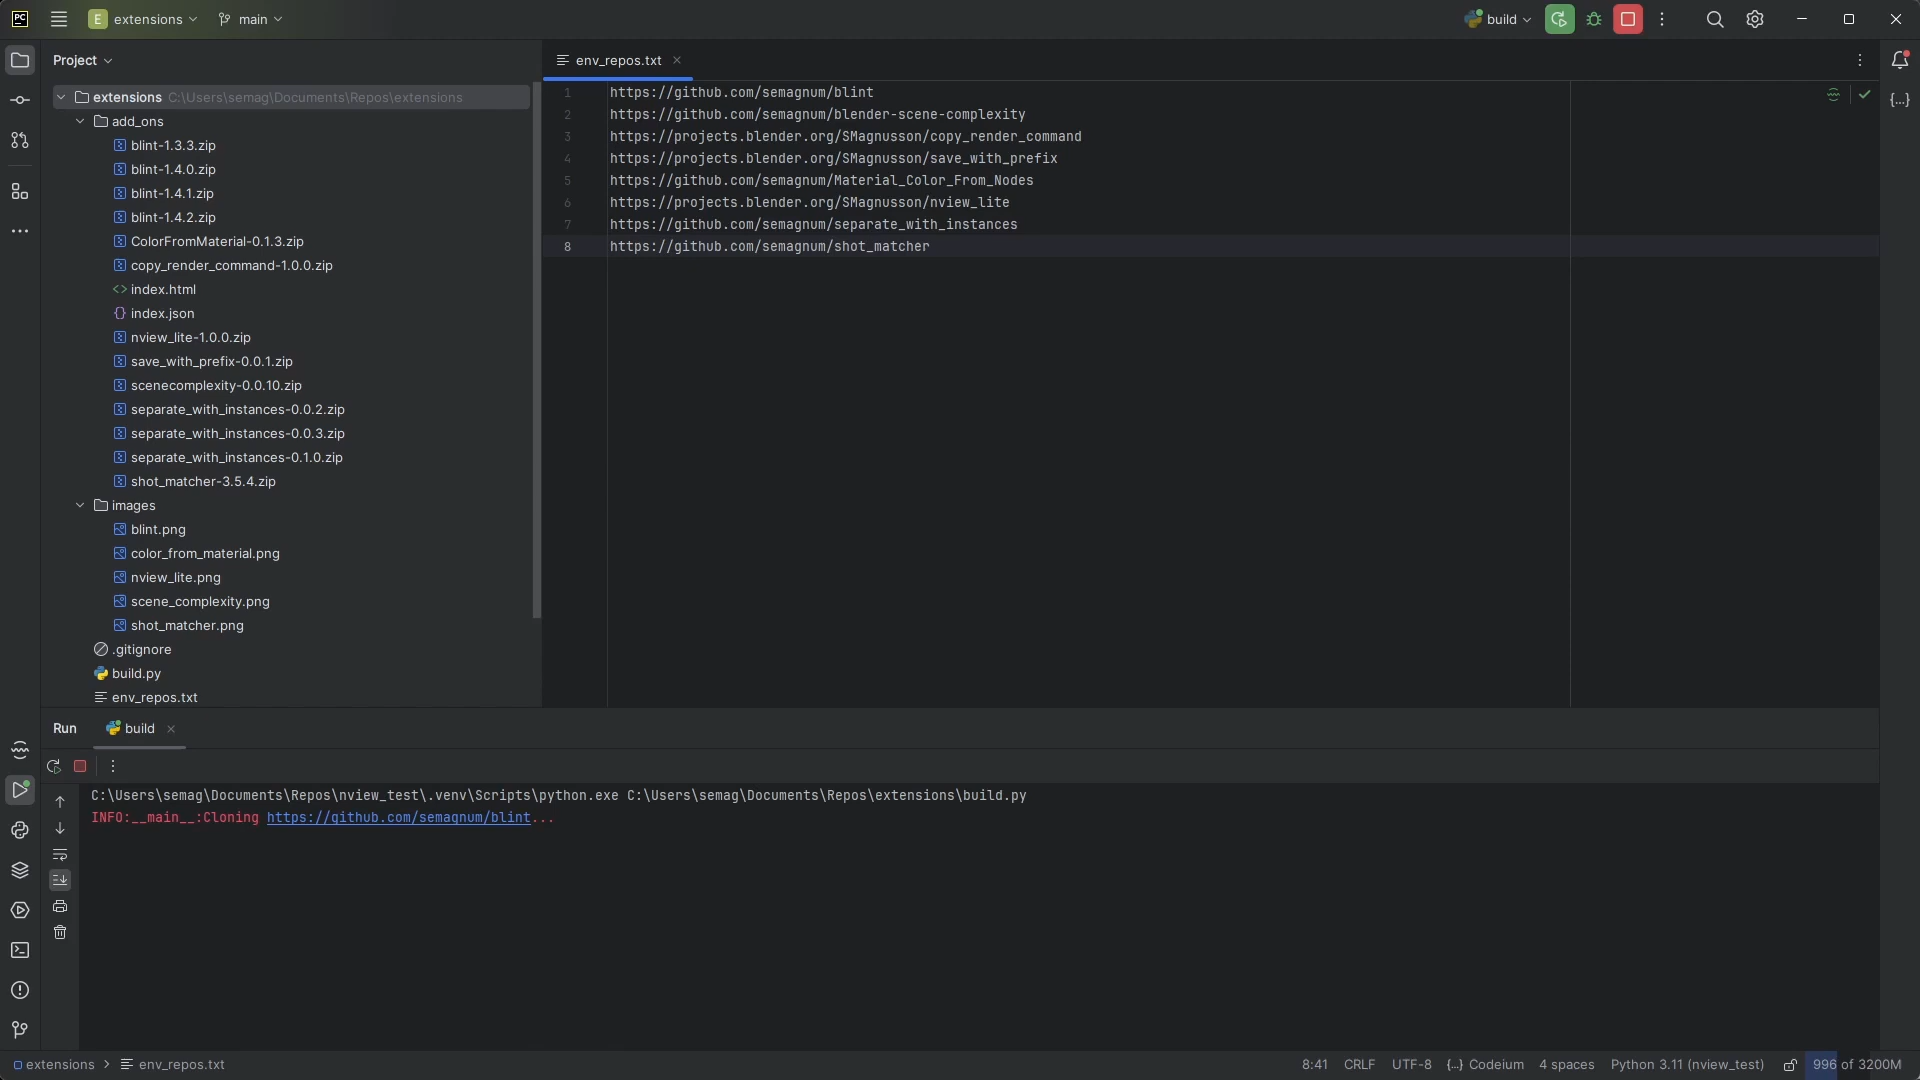 PC
E extensions
main
build
Project
extensions C:\Users\semag\Documents\Repos\extensions
add_ons
blint-1.3.3.zip
blint-1.4.0.zip
blint-1.4.1.zip
blint-1.4.2.zip
ColorFromMaterial-0.1.3.zip
copy_render_command-1.0.0.zip
index.html
index.json
nview_lite-1.0.0.zip
save_with_prefix-0.0.1.zip
scenecomplexity-0.0.10.zip
separate_with_instances-0.0.2.zip
separate_with_instances-0.0.3.zip
separate_with_instances-0.1.0.zip
shot_matcher-3.5.4.zip
images
blint.png
color_from_material.png
nview_lite.png
scene_complexity.png
shot_matcher.png
.gitignore
build.py
env_repos.txt
env_repos.txt
1 https://github.com/semagnum/blint
2 https://github.com/semagnum/blender-scene-complexity
3 https://projects.blender.org/SMagnusson/copy_render_command
4 https://projects.blender.org/SMagnusson/save_with_prefix
5 https://github.com/semagnum/Material_Color_From_Nodes
6 https://projects.blender.org/SMagnusson/nview_lite
7 https://github.com/semagnum/separate_with_instances
8 https://github.com/semagnum/shot_matcher
{...}
Run
build
C:\Users\semag\Documents\Repos\nview_test\.venv\Scripts\python.exe C:\Users\semag\Documents\Repos\extensions\build.py
INFO:__main__:Cloning https://github.com/semagnum/blint...
extensions > env_repos.txt
8:41 CRLF UTF-8 {...} Codeium 4 spaces Python 3.11 (nview_test) 996 of 3200M